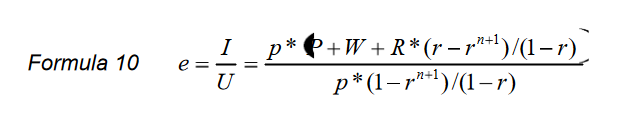 Formula 10 e = I/U = p* (P + W + R*(r − r^{n+1})/(1 − r)) / p*(1 − r^{n+1})/(1 − r)